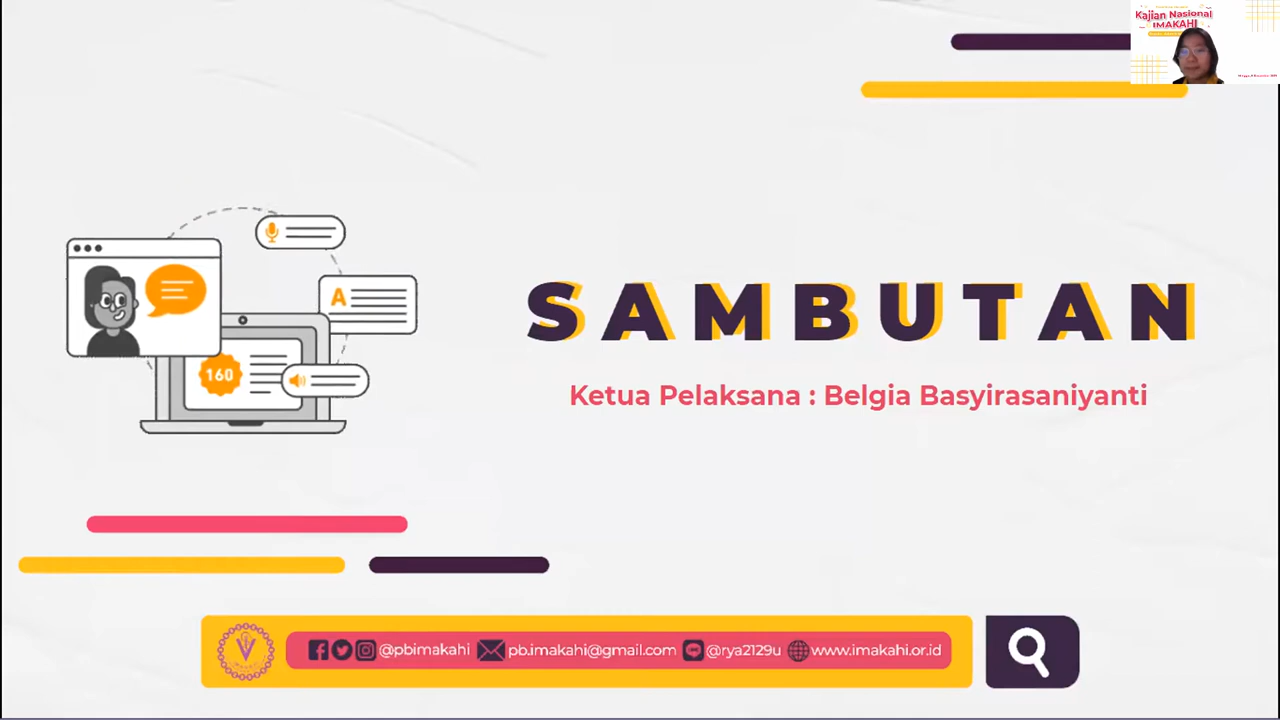 Kajian Nasional
IMAKAHI
SAMBUTAN
Ketua Pelaksana : Belgia Basyirasaniyanti
A
160
@pbimakahi pb.imakahi@gmail.com @rya2129u www.imakahi.or.id